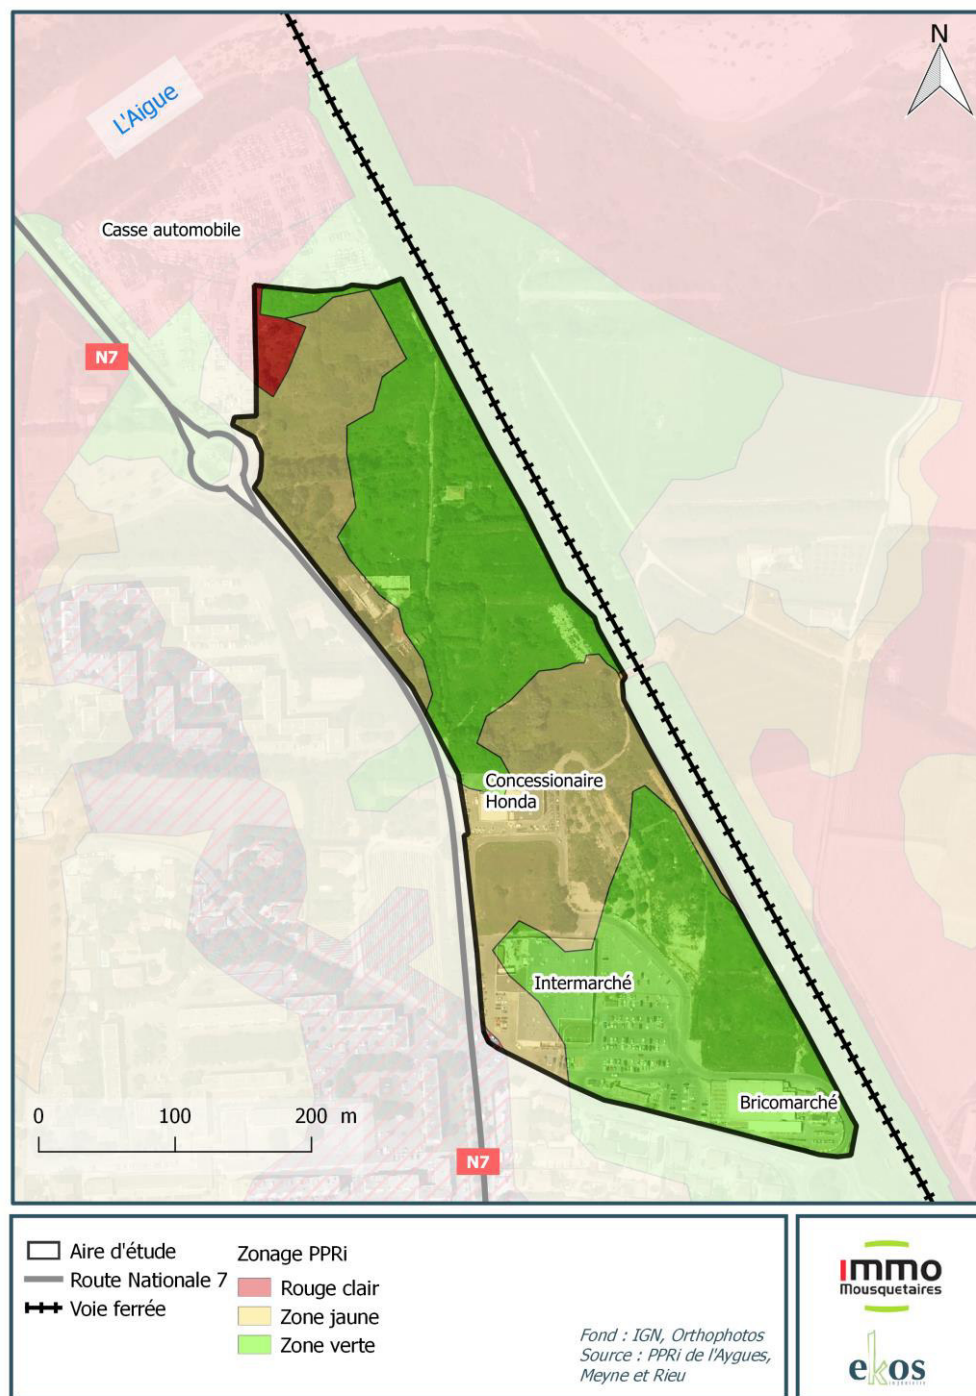 N
L'Aigue
Casse automobile
N7
Concessionaire
Honda
Intermarché
Bricomarché
0 100 200 m
N7
Aire d'étude
Route Nationale 7
Voie ferrée
Zonage PPRi
Rouge clair
Zone jaune
Zone verte
Fond : IGN, Orthophotos
Source : PPRi de l'Aygues,
Meyne et Rieu
Immo
Mousquetaires
ekos